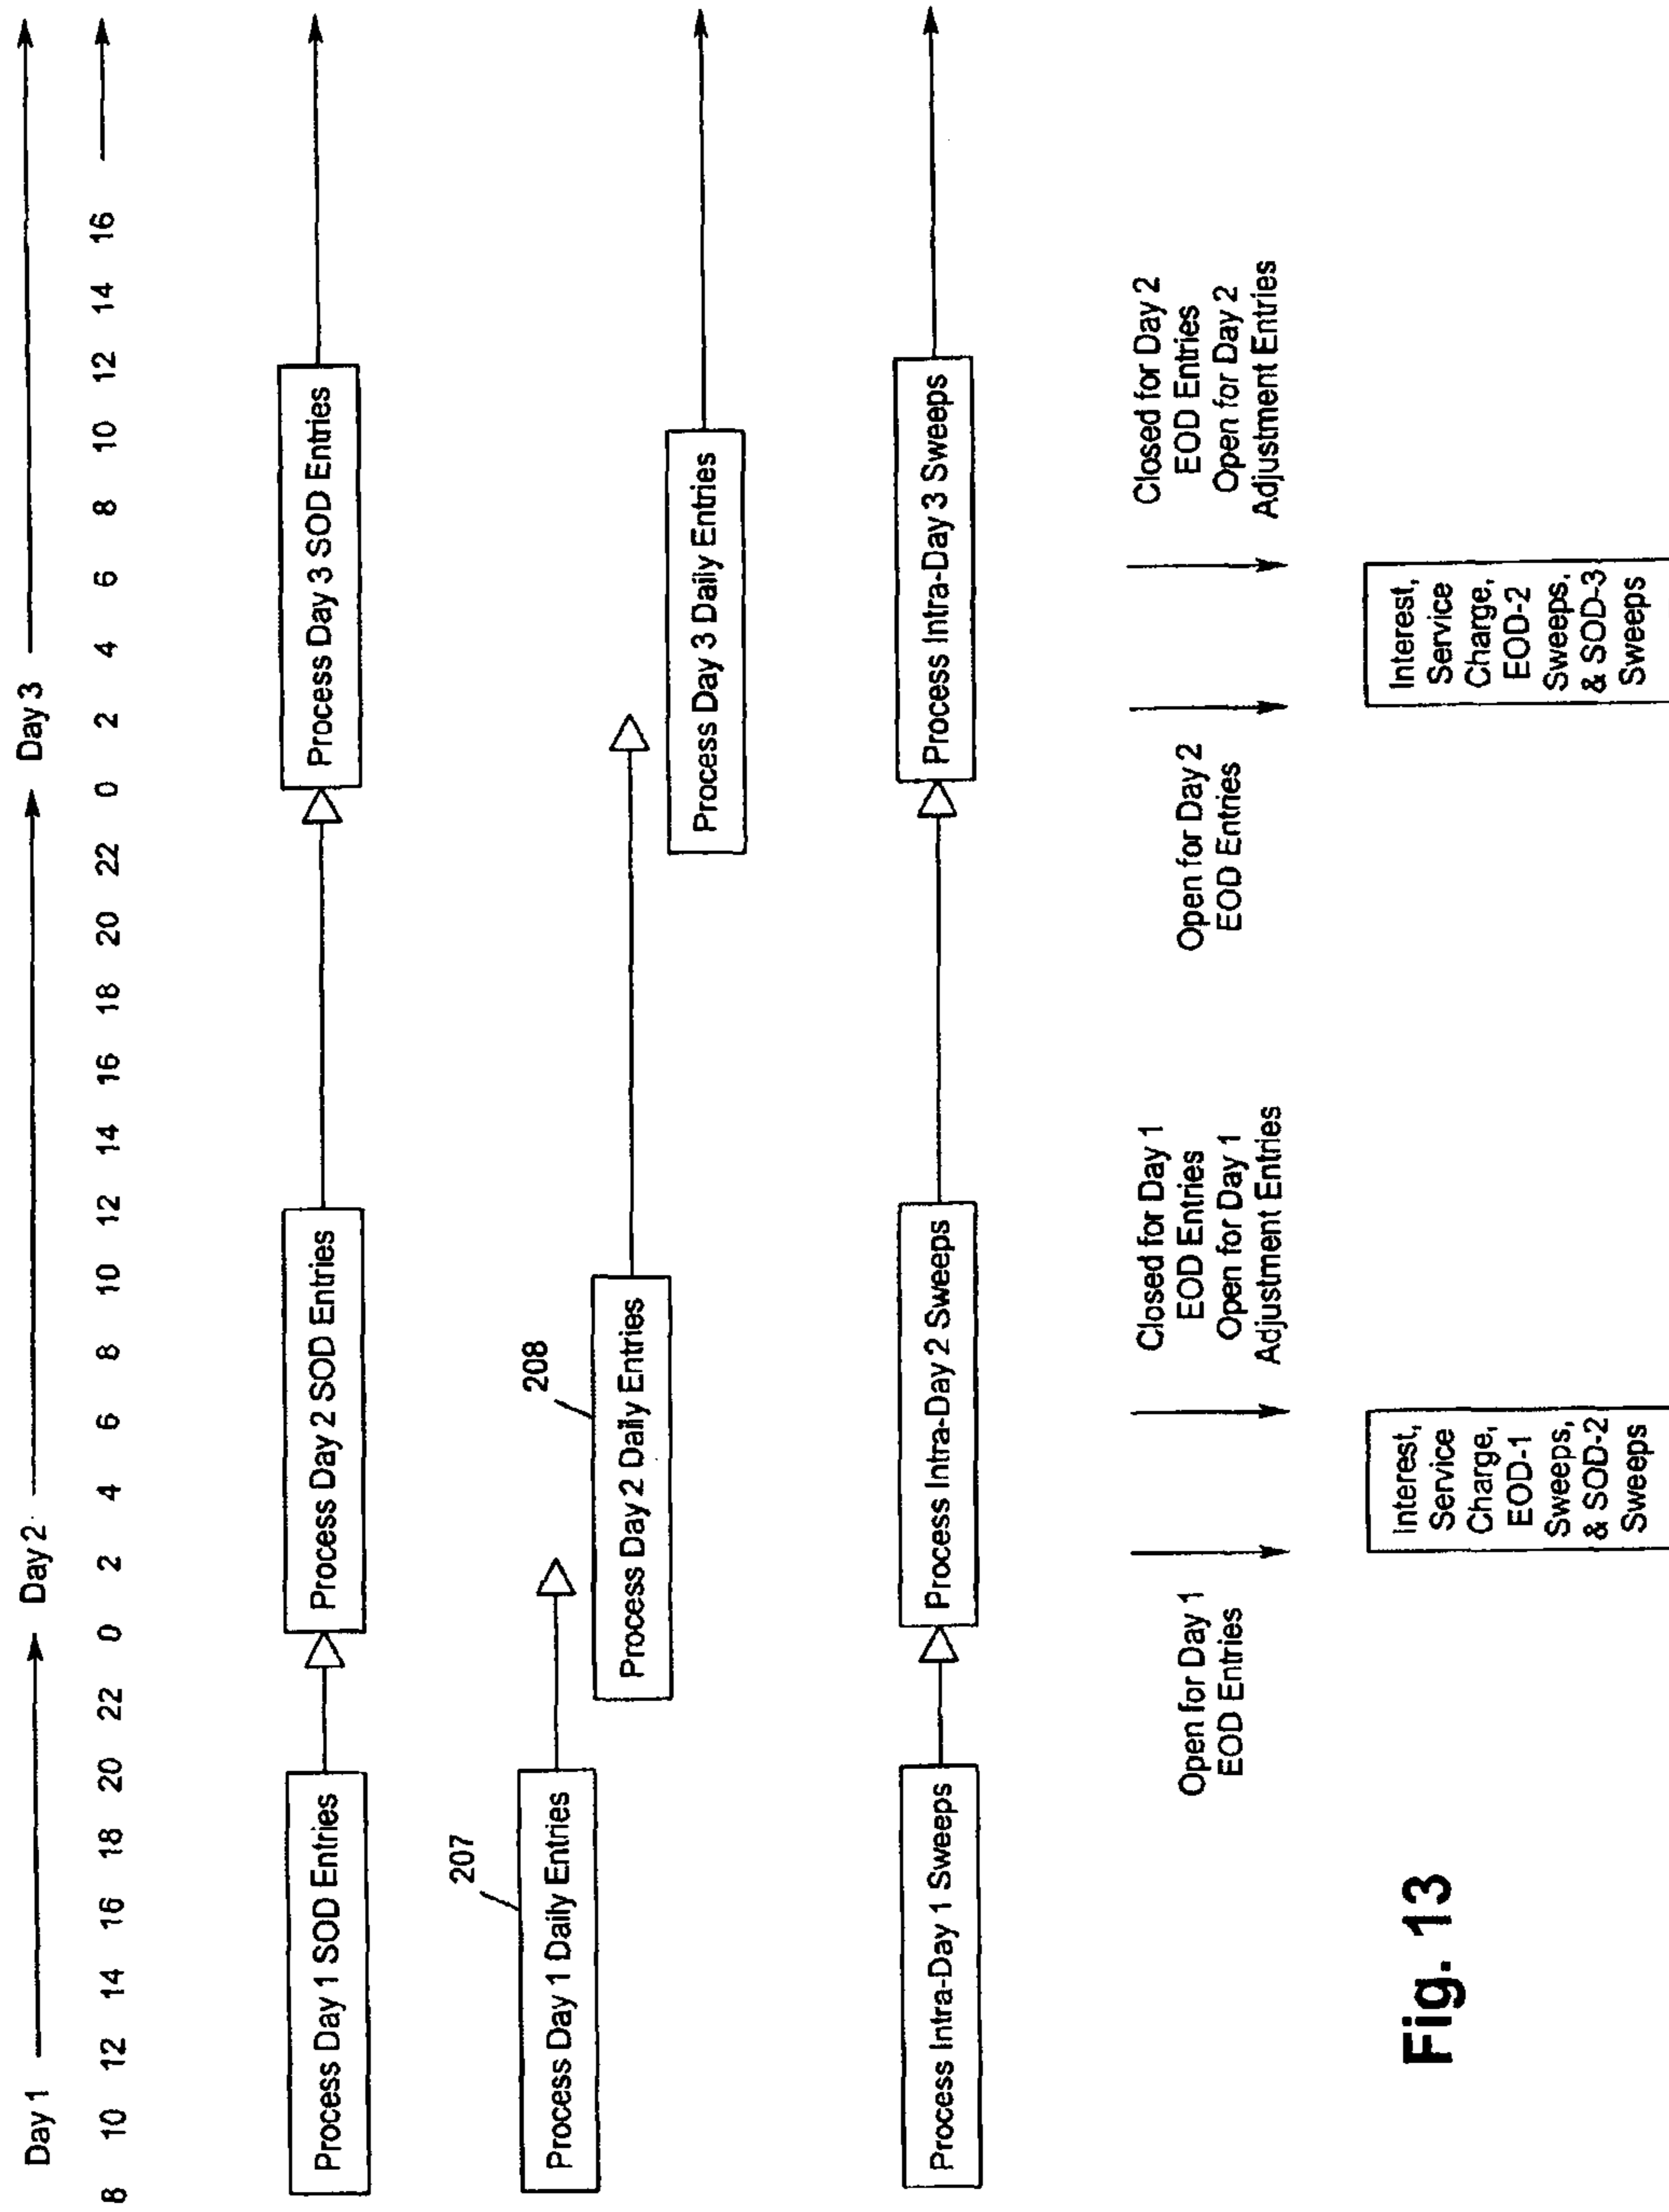 Day 1
Day 2
Day 3
8 10 12 14 16 18 20 22 0 2 4 6 8 10 12 14 16 18 20 22 0 2 4 6 8 10 12 14 16
Process Day 1 SOD Entries
Process Day 2 SOD Entries
Process Day 3 SOD Entries
207
Process Day 1 Daily Entries
208
Process Day 2 Daily Entries
Process Day 3 Daily Entries
Process Intra-Day 1 Sweeps
Process Intra-Day 2 Sweeps
Process Intra-Day 3 Sweeps
Open for Day 1
EOD Entries
Closed for Day 1
EOD Entries
Open for Day 1
Adjustment Entries
Open for Day 2
EOD Entries
Closed for Day 2
EOD Entries
Open for Day 2
Adjustment Entries
Interest,
Service
Charge,
EOD-1
Sweeps,
& SOD-2
Sweeps
Interest,
Service
Charge,
EOD-2
Sweeps,
& SOD-3
Sweeps
Fig. 13